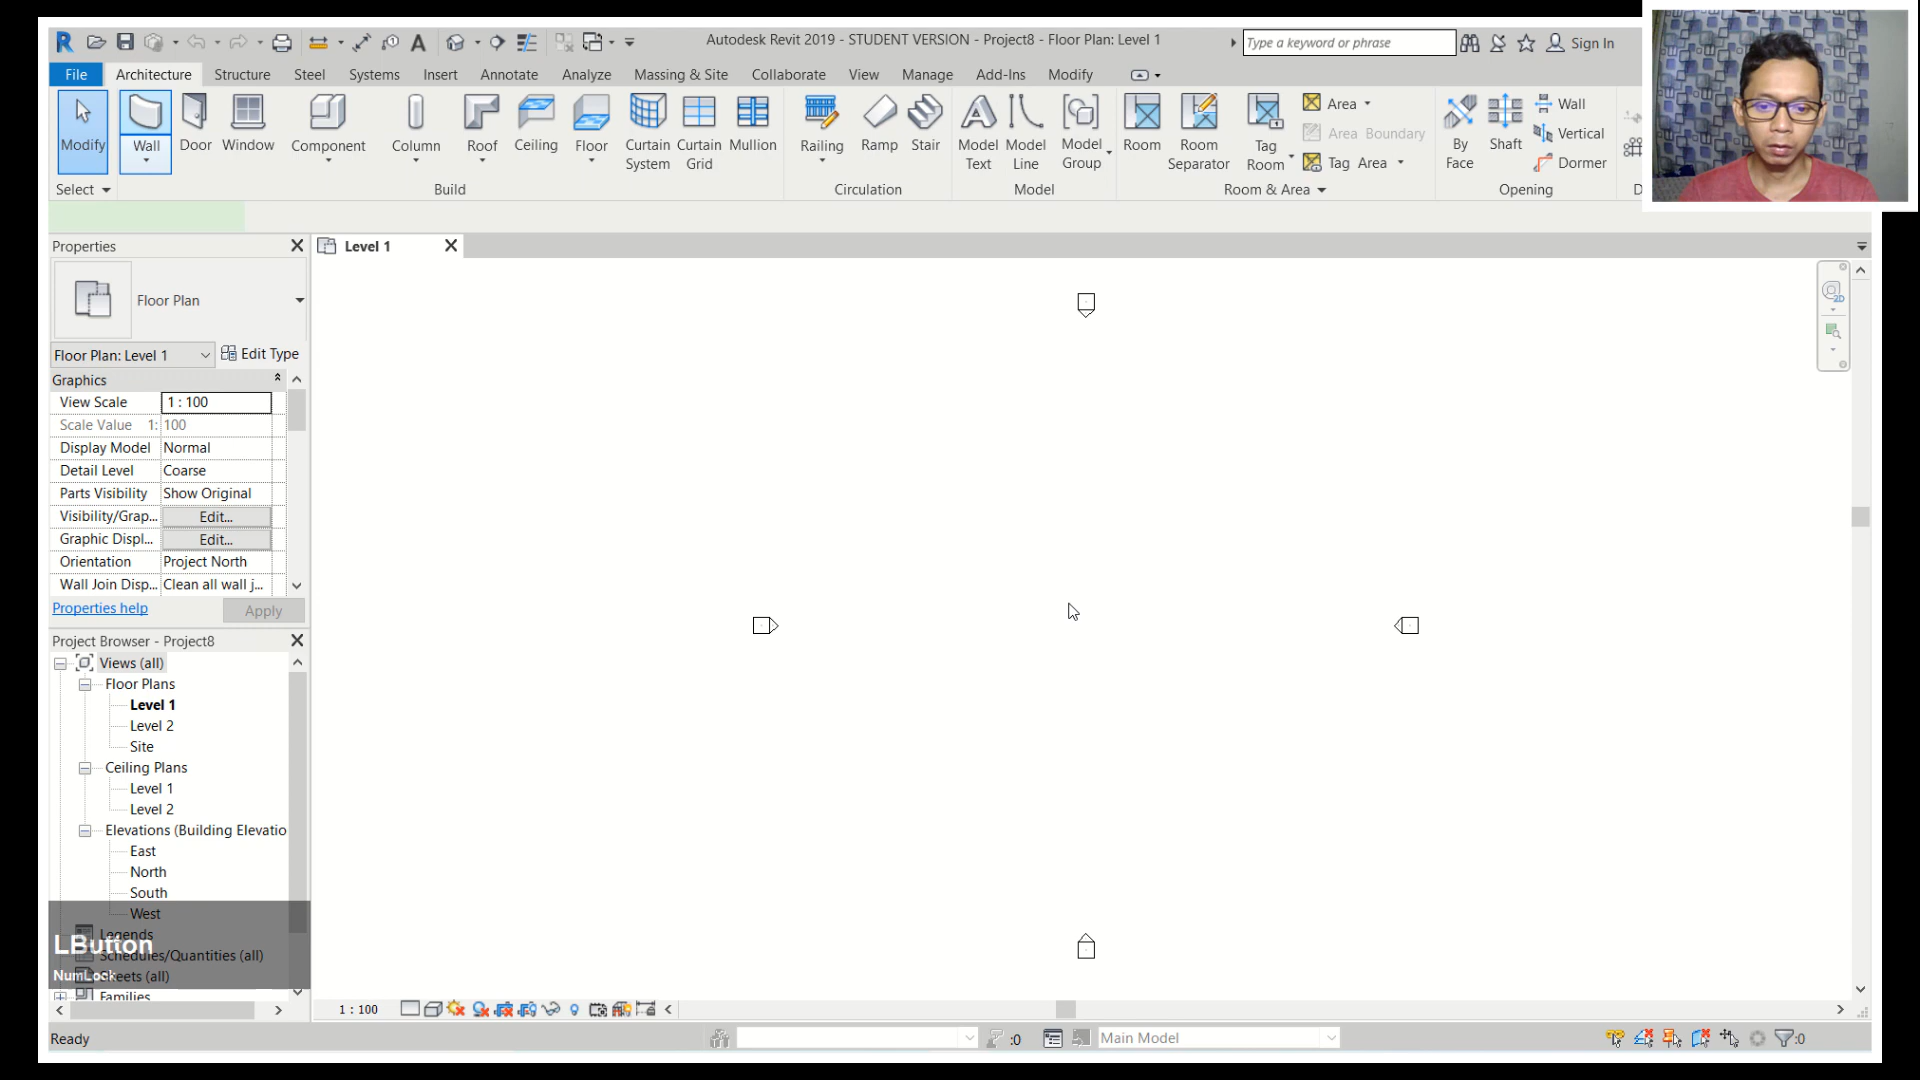 Autodesk Revit 2019 - STUDENT VERSION - Project8 - Floor Plan: Level 1
Type a keyword or phrase
Sign In
File Architecture Structure Steel Systems Insert Annotate Analyze Massing & Site Collaborate View Manage Add-Ins Modify
Modify
Wall
Door
Window
Component
Column
Roof
Ceiling
Floor
Curtain System
Curtain Grid
Mullion
Railing
Ramp
Stair
Model Text
Model Line
Model Group
Room
Room Separator
Tag Room
Area
Area Boundary
Tag Area
By Face
Shaft
Wall
Vertical
Dormer
Select
Build
Circulation
Model
Room & Area
Opening
D
Properties
Level 1
Floor Plan
Floor Plan: Level 1
Edit Type
Graphics
View Scale 1 : 100
Scale Value 1: 100
Display Model Normal
Detail Level Coarse
Parts Visibility Show Original
Visibility/Grap... Edit...
Graphic Displ... Edit...
Orientation Project North
Wall Join Disp... Clean all wall j...
Properties help
Apply
Project Browser - Project8
Views (all)
Floor Plans
Level 1
Level 2
Site
Ceiling Plans
Level 1
Level 2
Elevations (Building Elevatio
East
North
South
West
Legends
LButton
Schedules/Quantities (all)
NumLock
Sheets (all)
Families
1 : 100
Ready
:0
Main Model
:0
2D